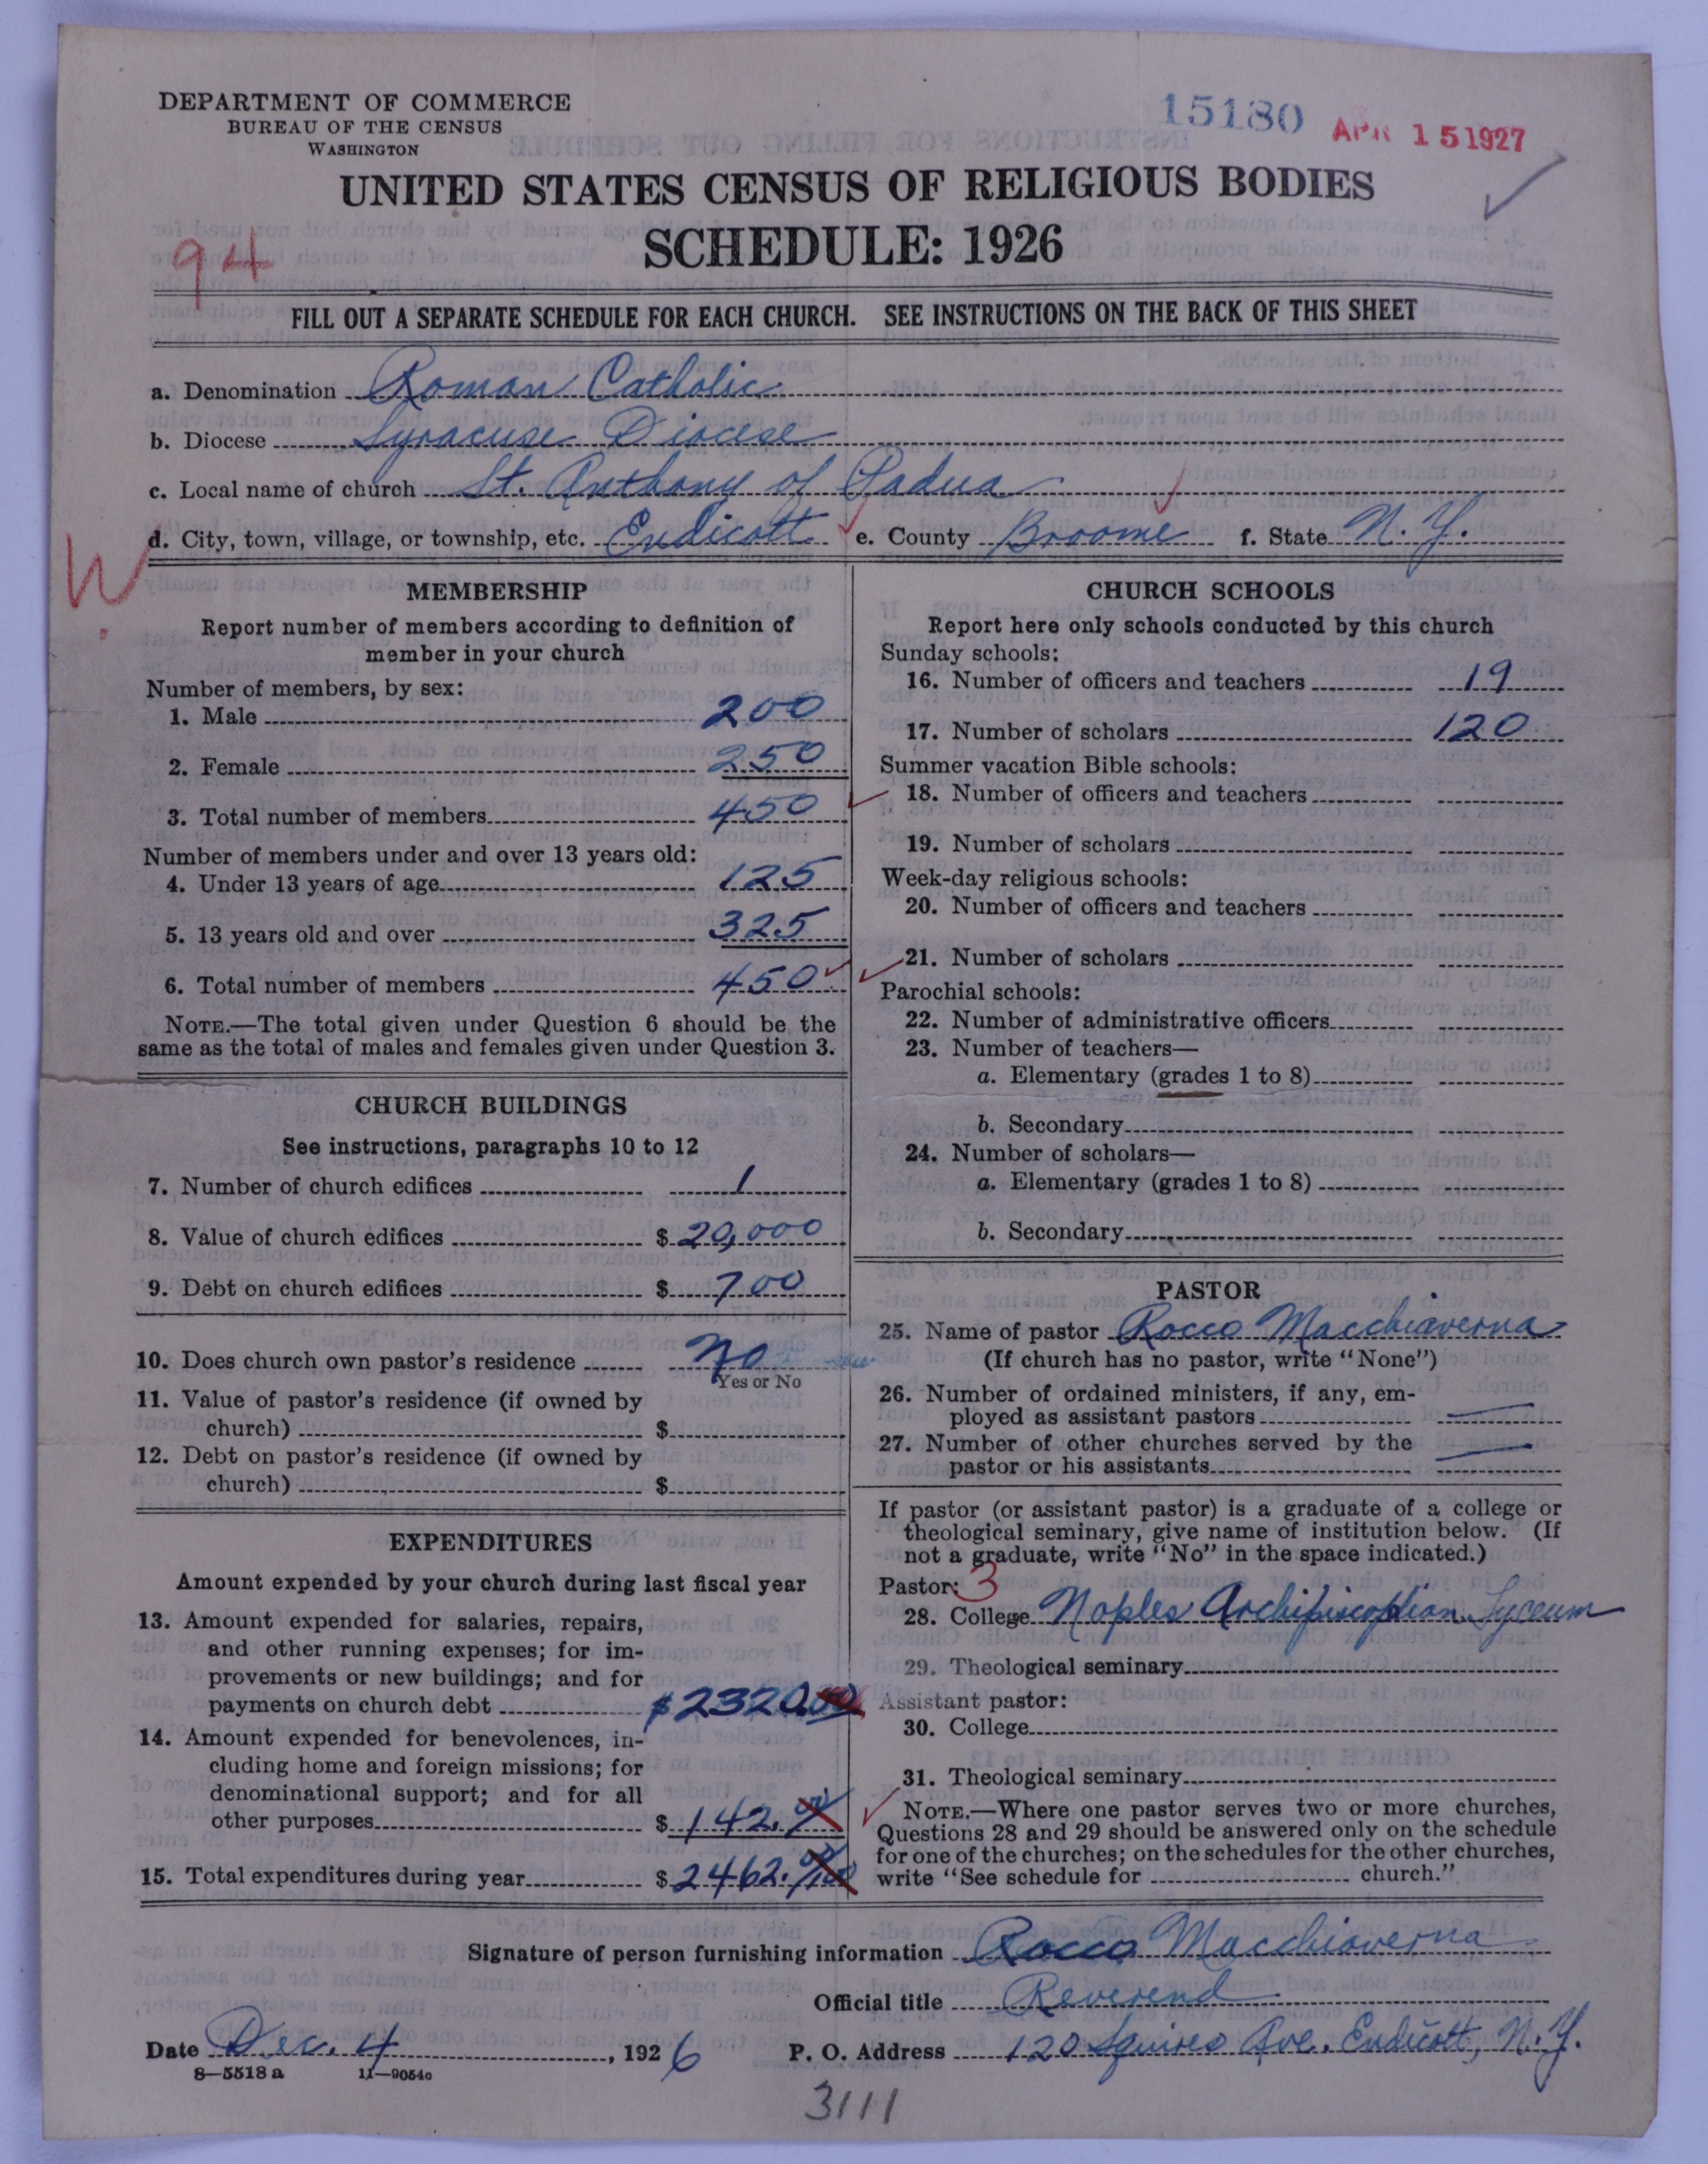 DEPARTMENT OF COMMERCE
BUREAU OF THE CENSUS
WASHINGTON
15180
APR 15 1927
UNITED STATES CENSUS OF RELIGIOUS BODIES
SCHEDULE: 1926
94
FILL OUT A SEPARATE SCHEDULE FOR EACH CHURCH. SEE INSTRUCTIONS ON THE BACK OF THIS SHEET
a. Denomination Roman Catholic
b. Diocese Syracuse Diocese
c. Local name of church St. Anthony of Padua
d. City, town, village, or township, etc. Endicott e. County Broome f. State N. Y.
W
MEMBERSHIP
Report number of members according to definition of
member in your church
Number of members, by sex:
1. Male 200
2. Female 250
3. Total number of members 450
Number of members under and over 13 years old:
4. Under 13 years of age 125
5. 13 years old and over 325
6. Total number of members 450
NOTE.—The total given under Question 6 should be the
same as the total of males and females given under Question 3.
CHURCH BUILDINGS
See instructions, paragraphs 10 to 12
7. Number of church edifices 1
8. Value of church edifices $ 20,000
9. Debt on church edifices $ 700
10. Does church own pastor's residence No
Yes or No
11. Value of pastor's residence (if owned by
church) $
12. Debt on pastor's residence (if owned by
church) $
EXPENDITURES
Amount expended by your church during last fiscal year
13. Amount expended for salaries, repairs,
and other running expenses; for im-
provements or new buildings; and for
payments on church debt $2320.00
14. Amount expended for benevolences, in-
cluding home and foreign missions; for
denominational support; and for all
other purposes $ 142.
15. Total expenditures during year $ 2462.
CHURCH SCHOOLS
Report here only schools conducted by this church
Sunday schools:
16. Number of officers and teachers 19
17. Number of scholars 120
Summer vacation Bible schools:
18. Number of officers and teachers
19. Number of scholars
Week-day religious schools:
20. Number of officers and teachers
21. Number of scholars
Parochial schools:
22. Number of administrative officers
23. Number of teachers—
a. Elementary (grades 1 to 8)
b. Secondary
24. Number of scholars—
a. Elementary (grades 1 to 8)
b. Secondary
PASTOR
25. Name of pastor Rocco Macchiaverna
(If church has no pastor, write "None")
26. Number of ordained ministers, if any, em-
ployed as assistant pastors —
27. Number of other churches served by the
pastor or his assistants —
If pastor (or assistant pastor) is a graduate of a college or
theological seminary, give name of institution below. (If
not a graduate, write "No" in the space indicated.)
Pastor: 3
28. College Naples Archipiscopdian Lyceum
29. Theological seminary
Assistant pastor:
30. College
31. Theological seminary
NOTE.—Where one pastor serves two or more churches,
Questions 28 and 29 should be answered only on the schedule
for one of the churches; on the schedules for the other churches,
write "See schedule for church."
Signature of person furnishing information Rocco Macchiaverna
Official title Reverend
Date Dec. 4, 1926 P. O. Address 120 Squires Ave. Endicott, N. Y.
8—5518 a 11—9054a
3111